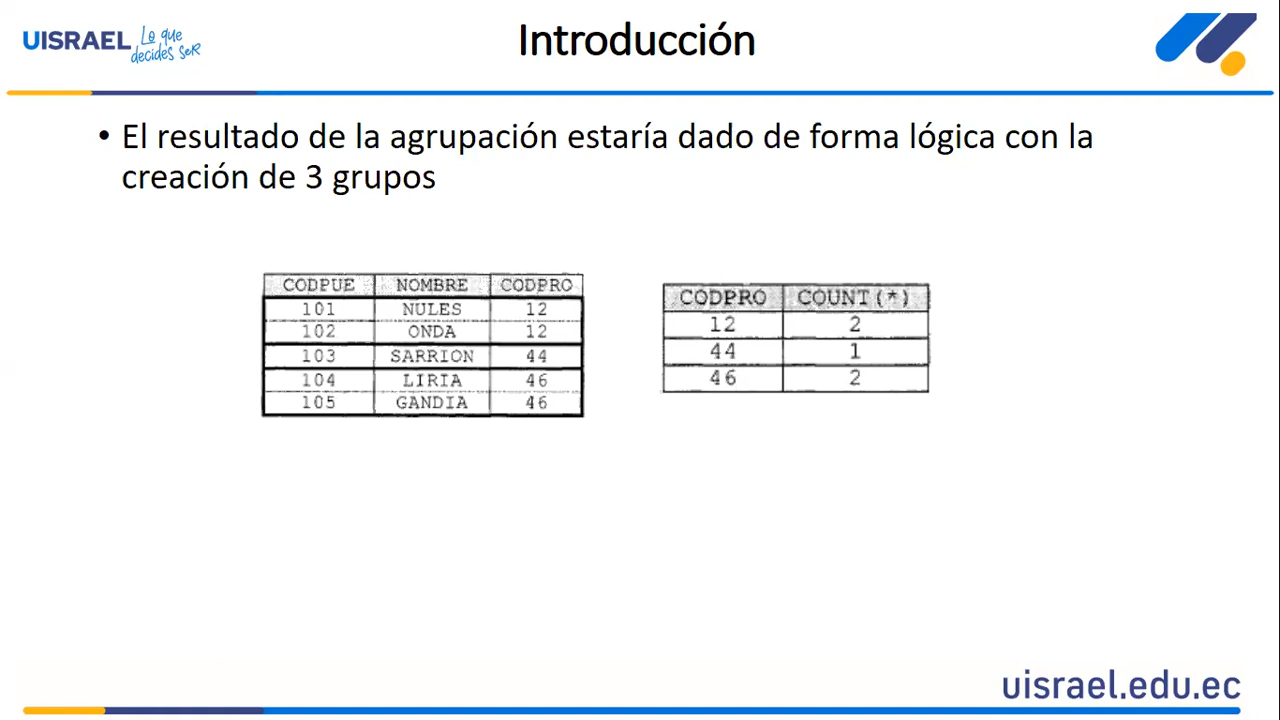 UISRAEL Lo que
decides seR
Introducción
• El resultado de la agrupación estaría dado de forma lógica con la
creación de 3 grupos
CODPUE NOMBRE CODPRO
101 NULES 12
102 ONDA 12
103 SARRION 44
104 LIRIA 46
105 GANDIA 46
CODPRO COUNT(*)
12 2
44 1
46 2
uisrael.edu.ec